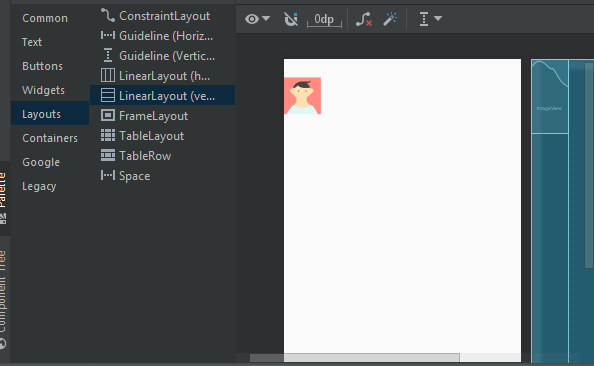 Common
Text
Buttons
Widgets
Layouts
Containers
Google
Legacy
ConstraintLayout
Guideline (Horiz...
Guideline (Vertic...
LinearLayout (h...
LinearLayout (ve...
FrameLayout
TableLayout
TableRow
Space
0dp
ImageView
Palette
Component Tree